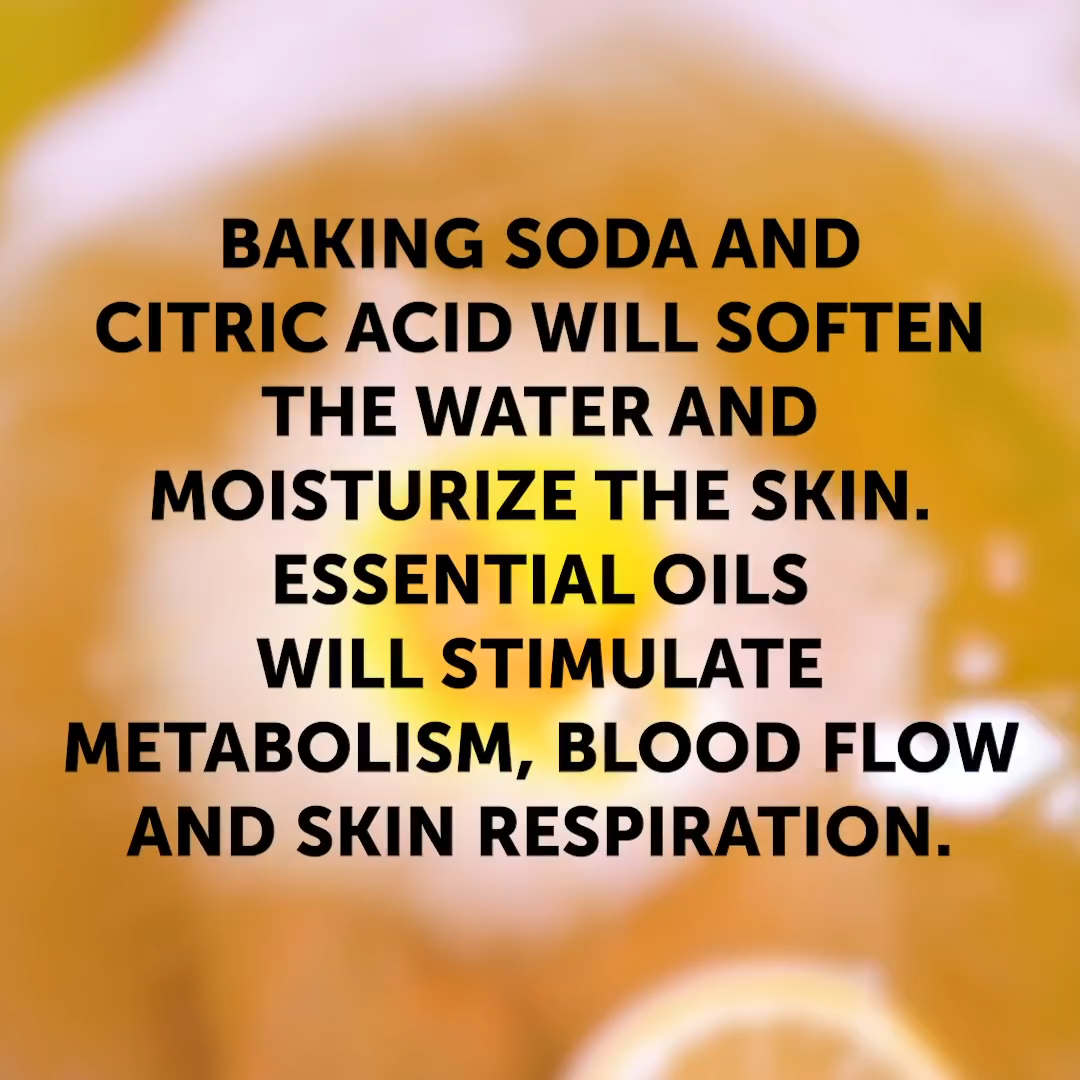 BAKING SODA AND
CITRIC ACID WILL SOFTEN
THE WATER AND
MOISTURIZE THE SKIN.
ESSENTIAL OILS
WILL STIMULATE
METABOLISM, BLOOD FLOW
AND SKIN RESPIRATION.